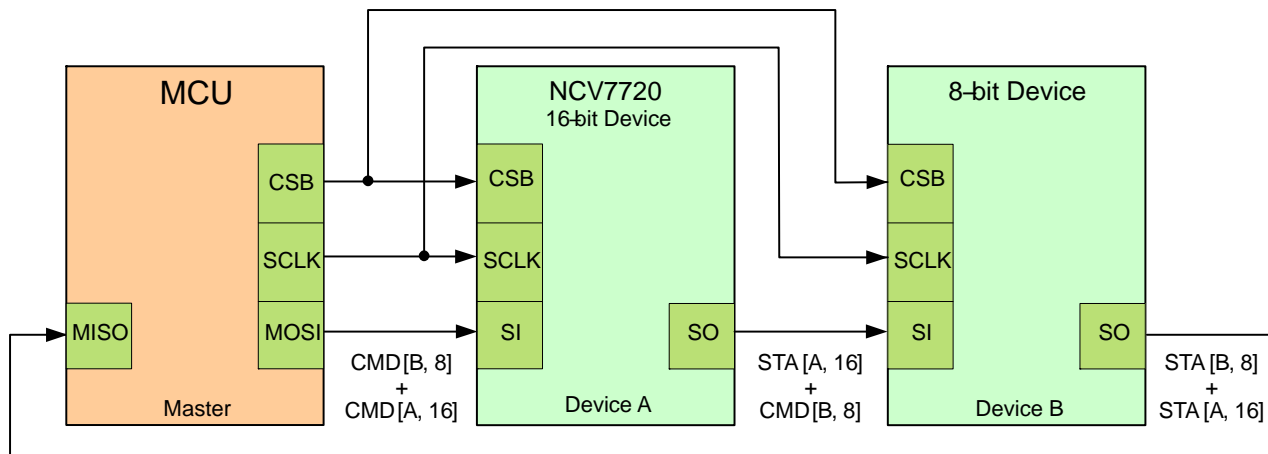 MCU
CSB
SCLK
MISO
MOSI
Master
CMD[B, 8]
+
CMD[A, 16]
NCV7720
16-bit Device
CSB
SCLK
SI
SO
Device A
STA[A, 16]
+
CMD[B, 8]
8-bit Device
CSB
SCLK
SI
SO
Device B
STA[B, 8]
+
STA[A, 16]